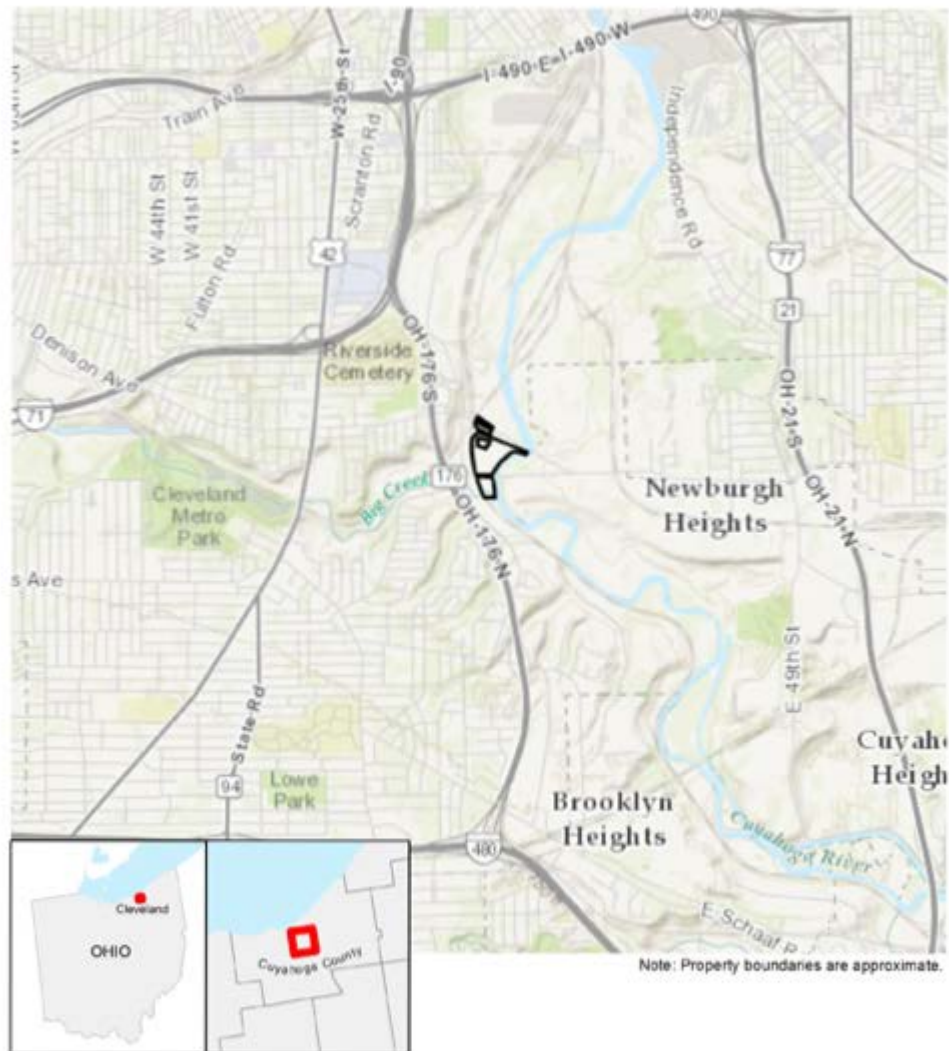 490
I-490-E=I-490-W
I-90
W-25th-St
Train Ave
Scranton Rd
Independence Rd
W 44th St
W 41st St
42
Fulton Rd
77
21
OH-176-S
Riverside
Cemetery
Denison Ave
71
OH-21-S
176
Big Creek
Newburgh
Heights
Cleveland
Metro
Park
OH-176-N
OH-21-N
s Ave
E 49th St
State Rd
94
Lowe
Park
Brooklyn
Heights
Cuyah
Heigh
480
Cuyahoga River
E Schaaf R
Cleveland
OHIO
Cuyahoga County
Note: Property boundaries are approximate.